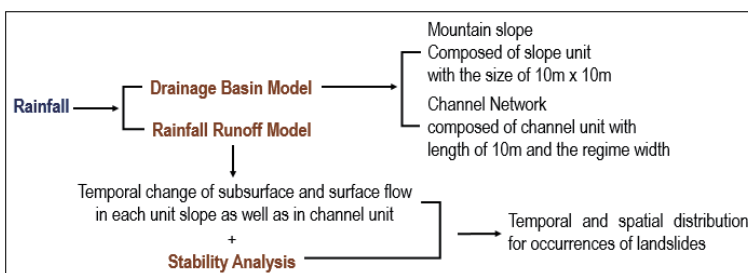 Mountain slope
Composed of slope unit
with the size of 10m x 10m
Drainage Basin Model
Rainfall
Channel Network
Rainfall Runoff Model
composed of channel unit with
length of 10m and the regime width
Temporal change of subsurface and surface flow
in each unit slope as well as in channel unit
+
Stability Analysis
Temporal and spatial distribution
for occurrences of landslides